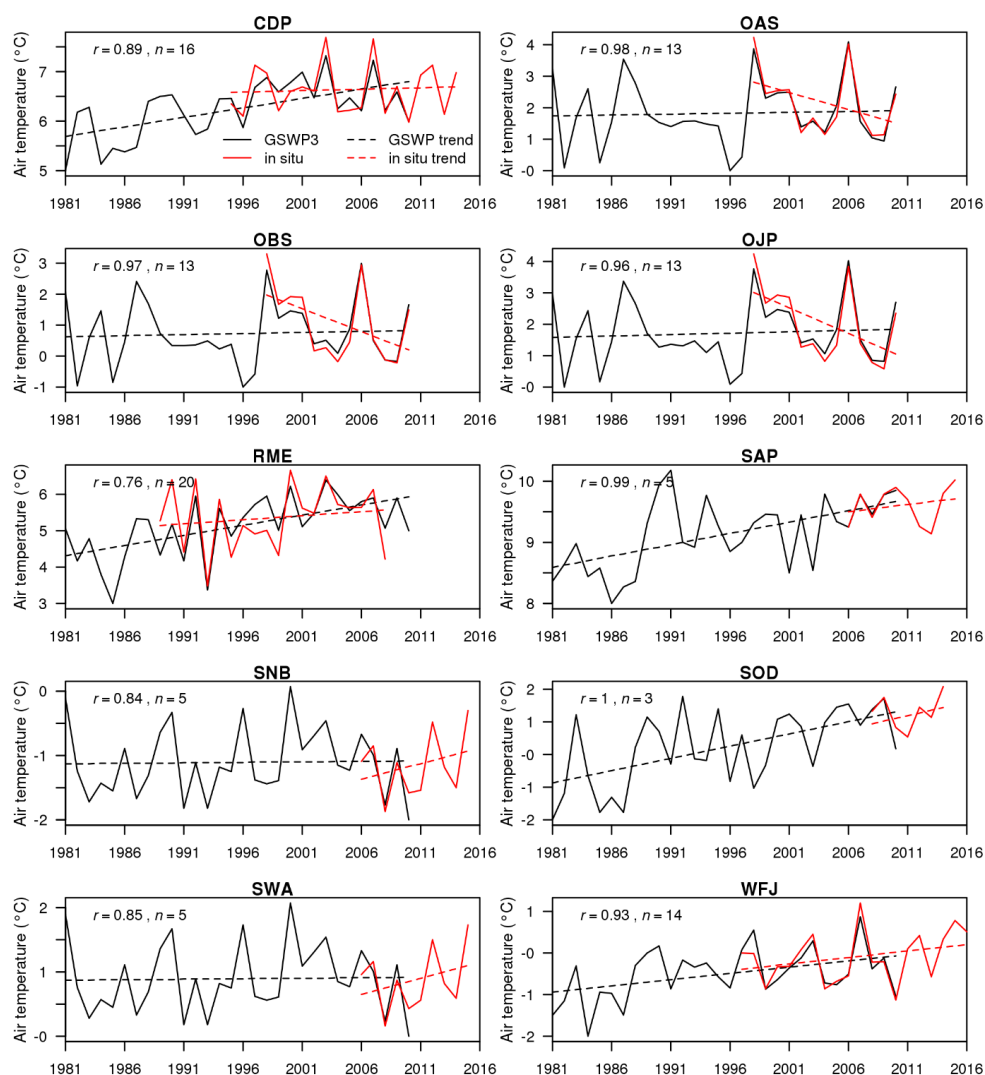 CDP
Air temperature (°C)
r = 0.89 , n = 16
7
6
5
GSWP3
GSWP trend
in situ
in situ trend
1981 1986 1991 1996 2001 2006 2011 2016
OAS
Air temperature (°C)
r = 0.98 , n = 13
4
3
2
1
-0
1981 1986 1991 1996 2001 2006 2011 2016
OBS
Air temperature (°C)
r = 0.97 , n = 13
3
2
1
0
-1
1981 1986 1991 1996 2001 2006 2011 2016
OJP
Air temperature (°C)
r = 0.96 , n = 13
4
3
2
1
-0
1981 1986 1991 1996 2001 2006 2011 2016
RME
Air temperature (°C)
r = 0.76 , n = 20
6
5
4
3
1981 1986 1991 1996 2001 2006 2011 2016
SAP
Air temperature (°C)
r = 0.99 , n = 5
10
9
8
1981 1986 1991 1996 2001 2006 2011 2016
SNB
Air temperature (°C)
r = 0.84 , n = 5
0
-1
-2
1981 1986 1991 1996 2001 2006 2011 2016
SOD
Air temperature (°C)
r = 1 , n = 3
2
1
-0
-1
-2
1981 1986 1991 1996 2001 2006 2011 2016
SWA
Air temperature (°C)
r = 0.85 , n = 5
2
1
-0
1981 1986 1991 1996 2001 2006 2011 2016
WFJ
Air temperature (°C)
r = 0.93 , n = 14
1
-0
-1
-2
1981 1986 1991 1996 2001 2006 2011 2016